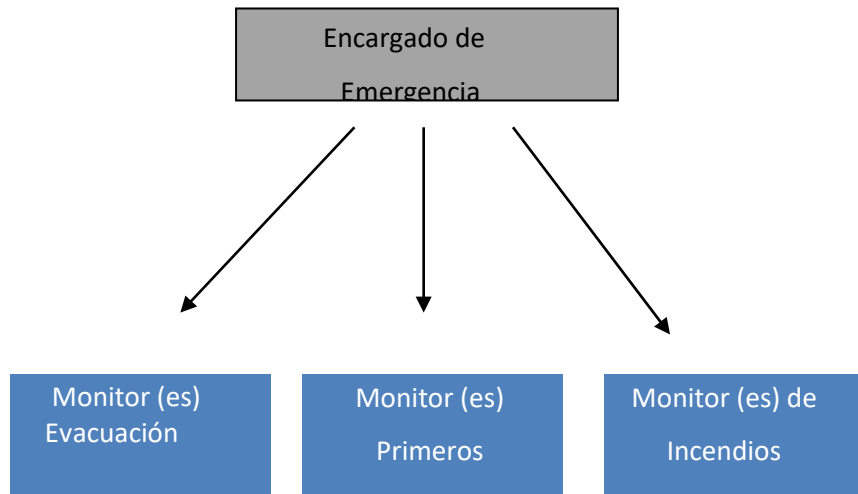 Encargado de
Emergencia
Monitor (es)
Evacuación
Monitor (es)
Primeros
Monitor (es) de
Incendios